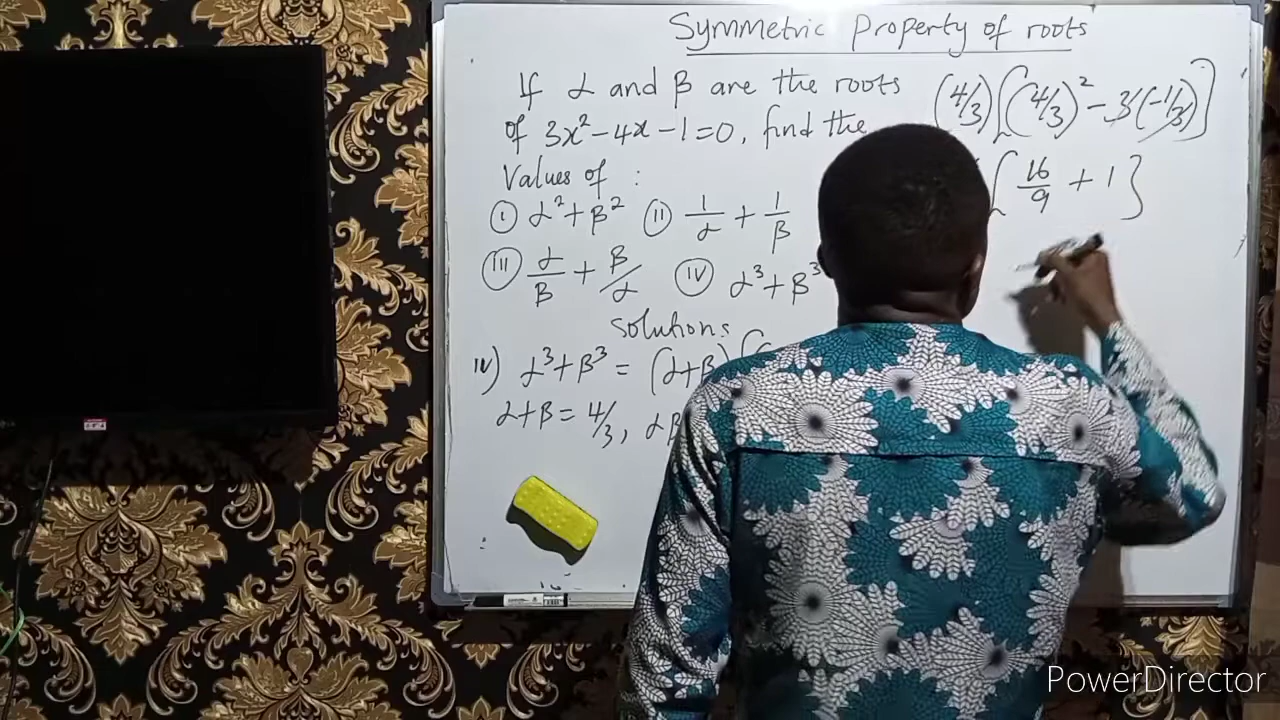 Symmetric Property of roots
If α and β are the roots
of 3x² - 4x - 1 = 0, find the
Values of :
(I) α² + β² (II) 1/α + 1/β
(III) α/β + β/α (IV) α³ + β³
Solutions
IV) α³ + β³ = (α+β)(
α + β = 4/3, αβ
(4/3)[(4/3)² - 3(-1/3)]
[16/9 + 1]
PowerDirector